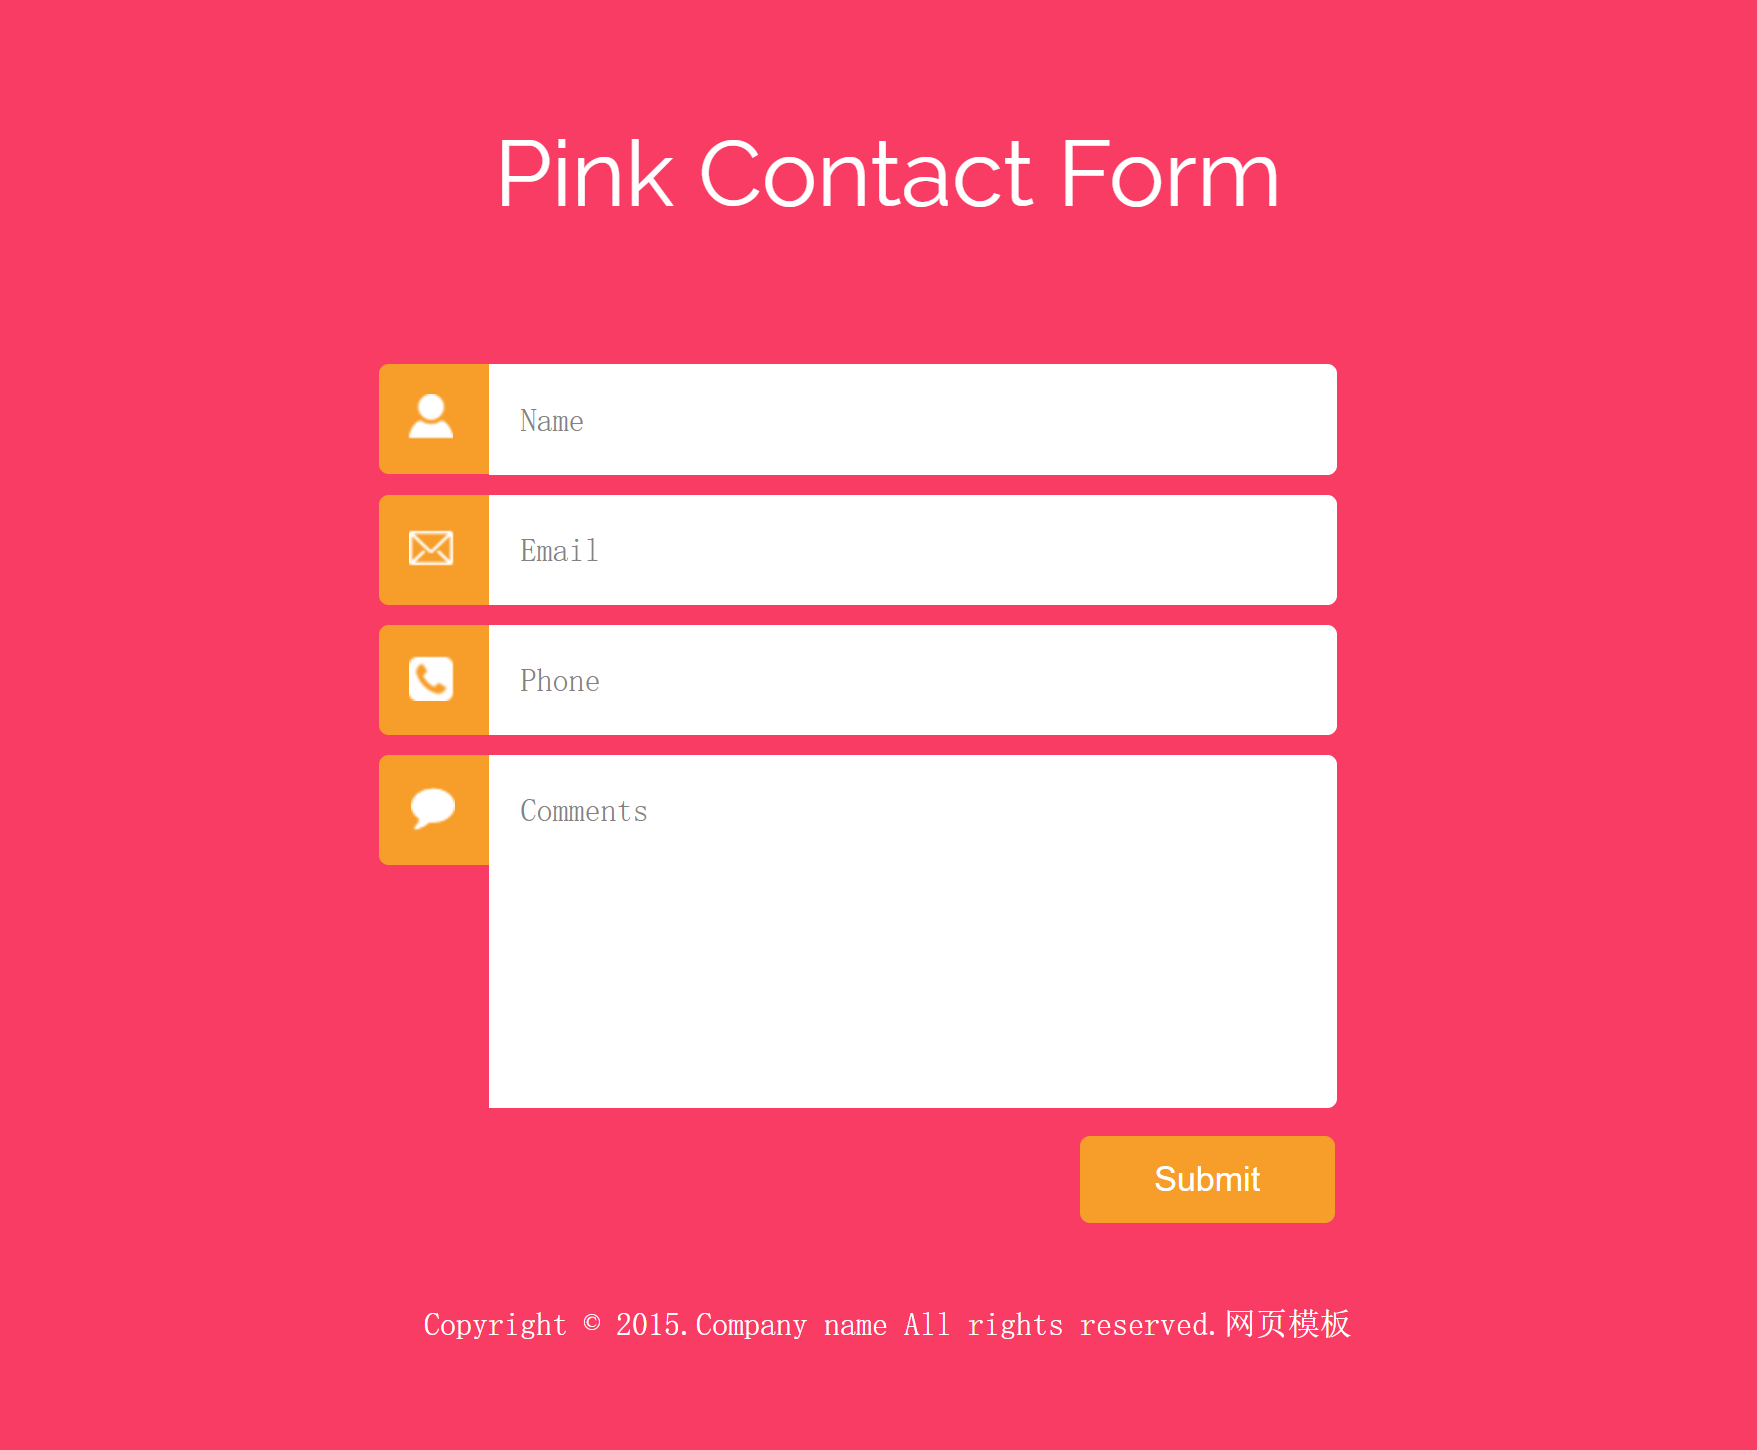 Pink Contact Form
Name
Email
Phone
Comments
Submit
Copyright © 2015.Company name All rights reserved.网页模板